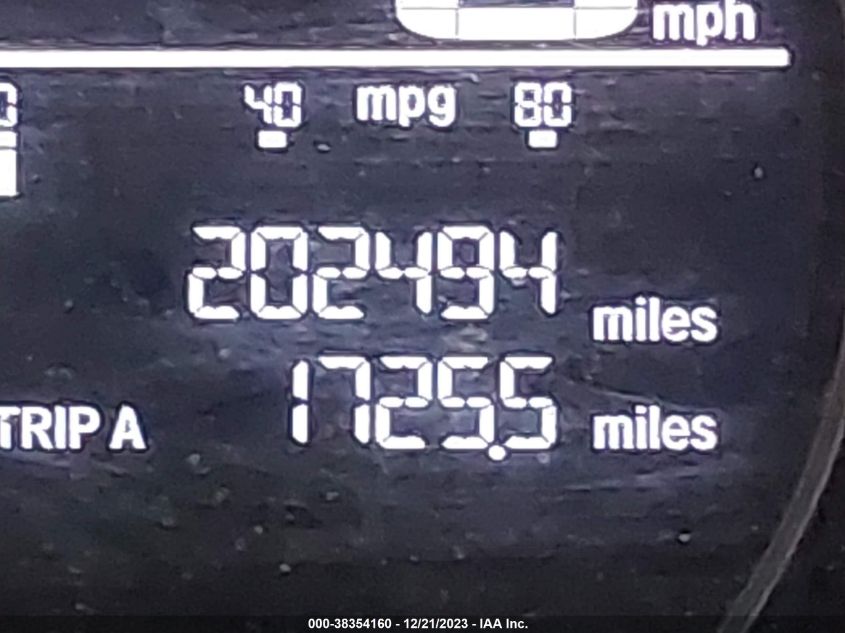 mph
40 mpg 80
202494 miles
TRIP A 1725.5 miles
000-38354160 - 12/21/2023 - IAA Inc.